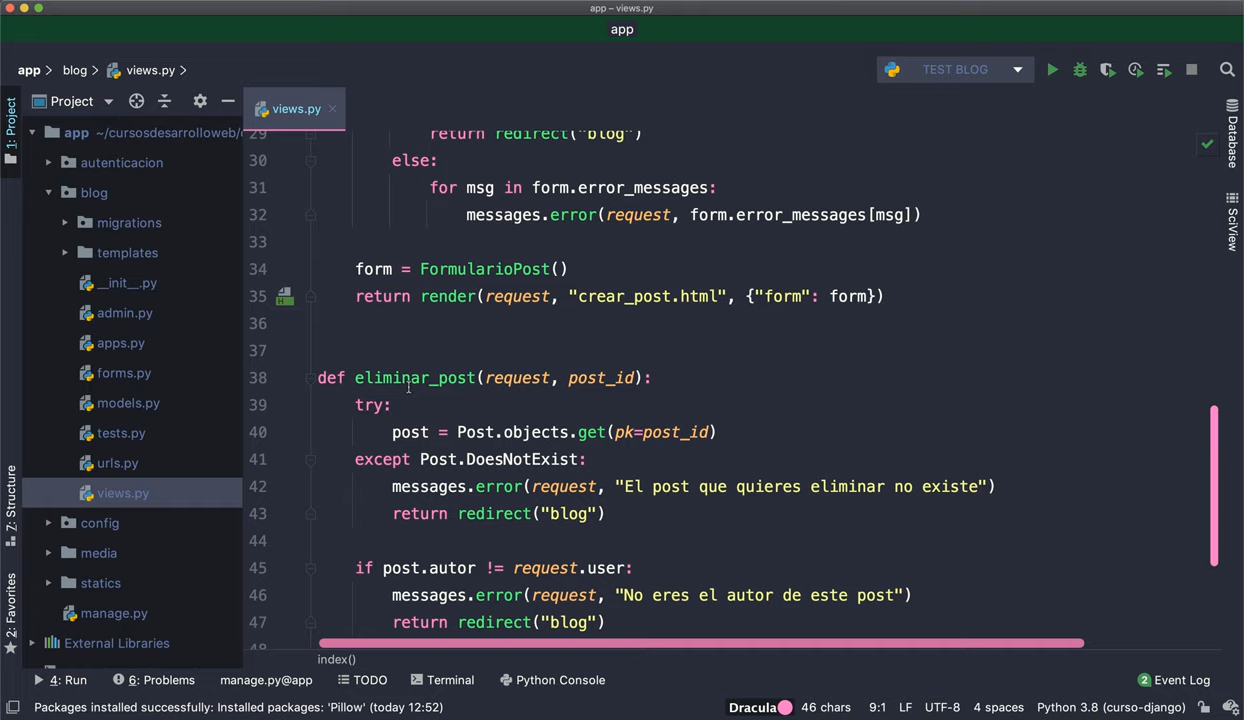 app – views.py
app
app
blog
views.py
TEST BLOG
Project
views.py
1: Project
app ~/cursosdesarrolloweb/
autenticacion
blog
migrations
templates
__init__.py
admin.py
apps.py
forms.py
models.py
tests.py
urls.py
views.py
config
media
statics
manage.py
External Libraries
29 return redirect("blog")
30 else:
31 for msg in form.error_messages:
32 messages.error(request, form.error_messages[msg])
33
34 form = FormularioPost()
35 return render(request, "crear_post.html", {"form": form})
36
37
38 def eliminar_post(request, post_id):
39 try:
40 post = Post.objects.get(pk=post_id)
41 except Post.DoesNotExist:
42 messages.error(request, "El post que quieres eliminar no existe")
43 return redirect("blog")
44
45 if post.autor != request.user:
46 messages.error(request, "No eres el autor de este post")
47 return redirect("blog")
48
index()
Database
SciView
7: Structure
2: Favorites
4: Run
6: Problems
manage.py@app
TODO
Terminal
Python Console
2 Event Log
Packages installed successfully: Installed packages: 'Pillow' (today 12:52)
Dracula
46 chars
9:1
LF
UTF-8
4 spaces
Python 3.8 (curso-django)